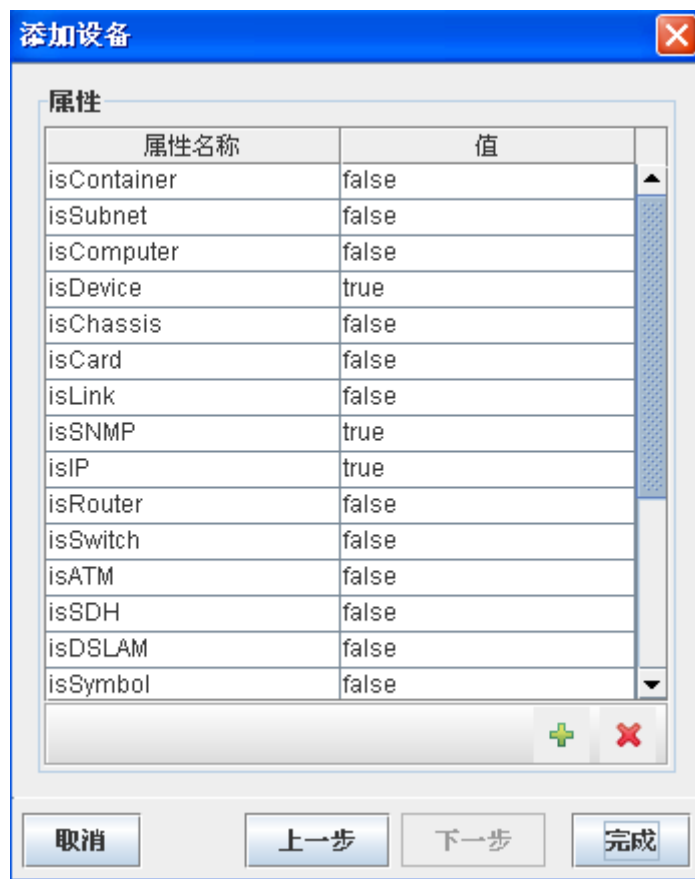 添加设备
属性
属性名称 值
isContainer false
isSubnet false
isComputer false
isDevice true
isChassis false
isCard false
isLink false
isSNMP true
isIP true
isRouter false
isSwitch false
isATM false
isSDH false
isDSLAM false
isSymbol false
取消 上一步 下一步 完成